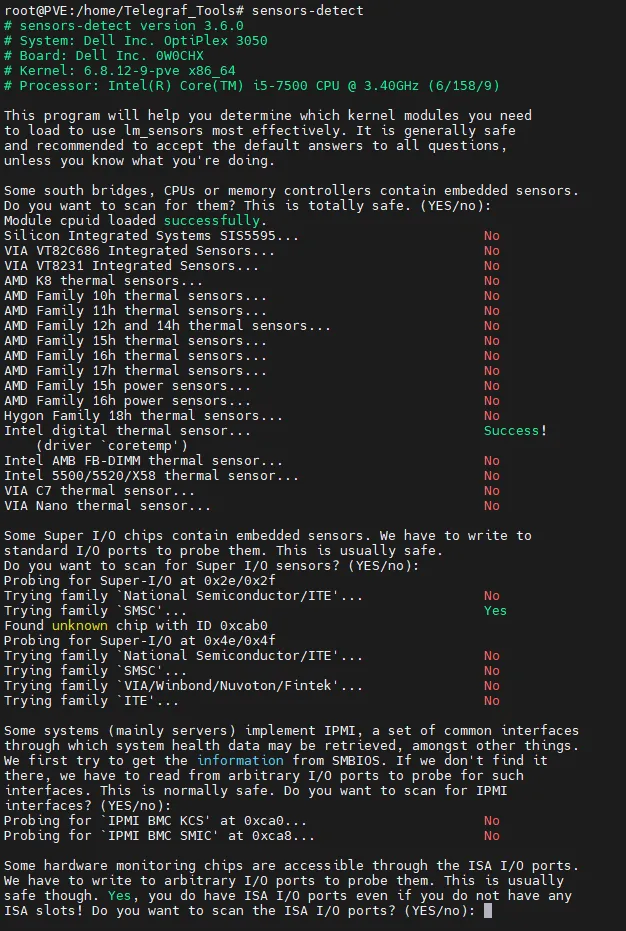 root@PVE:/home/Telegraf_Tools# sensors-detect
# sensors-detect version 3.6.0
# System: Dell Inc. OptiPlex 3050
# Board: Dell Inc. 0W0CHX
# Kernel: 6.8.12-9-pve x86_64
# Processor: Intel(R) Core(TM) i5-7500 CPU @ 3.40GHz (6/158/9)

This program will help you determine which kernel modules you need
to load to use lm_sensors most effectively. It is generally safe
and recommended to accept the default answers to all questions,
unless you know what you're doing.

Some south bridges, CPUs or memory controllers contain embedded sensors.
Do you want to scan for them? This is totally safe. (YES/no):
Module cpuid loaded successfully.
Silicon Integrated Systems SIS5595... No
VIA VT82C686 Integrated Sensors... No
VIA VT8231 Integrated Sensors... No
AMD K8 thermal sensors... No
AMD Family 10h thermal sensors... No
AMD Family 11h thermal sensors... No
AMD Family 12h and 14h thermal sensors... No
AMD Family 15h thermal sensors... No
AMD Family 16h thermal sensors... No
AMD Family 17h thermal sensors... No
AMD Family 15h power sensors... No
AMD Family 16h power sensors... No
Hygon Family 18h thermal sensors... No
Intel digital thermal sensor... Success!
    (driver `coretemp')
Intel AMB FB-DIMM thermal sensor... No
Intel 5500/5520/X58 thermal sensor... No
VIA C7 thermal sensor... No
VIA Nano thermal sensor... No

Some Super I/O chips contain embedded sensors. We have to write to
standard I/O ports to probe them. This is usually safe.
Do you want to scan for Super I/O sensors? (YES/no):
Probing for Super-I/O at 0x2e/0x2f
Trying family `National Semiconductor/ITE'... No
Trying family `SMSC'... Yes
Found unknown chip with ID 0xcab0
Probing for Super-I/O at 0x4e/0x4f
Trying family `National Semiconductor/ITE'... No
Trying family `SMSC'... No
Trying family `VIA/Winbond/Nuvoton/Fintek'... No
Trying family `ITE'... No

Some systems (mainly servers) implement IPMI, a set of common interfaces
through which system health data may be retrieved, amongst other things.
We first try to get the information from SMBIOS. If we don't find it
there, we have to read from arbitrary I/O ports to probe for such
interfaces. This is normally safe. Do you want to scan for IPMI
interfaces? (YES/no):
Probing for `IPMI BMC KCS' at 0xca0... No
Probing for `IPMI BMC SMIC' at 0xca8... No

Some hardware monitoring chips are accessible through the ISA I/O ports.
We have to write to arbitrary I/O ports to probe them. This is usually
safe though. Yes, you do have ISA I/O ports even if you do not have any
ISA slots! Do you want to scan the ISA I/O ports? (YES/no):